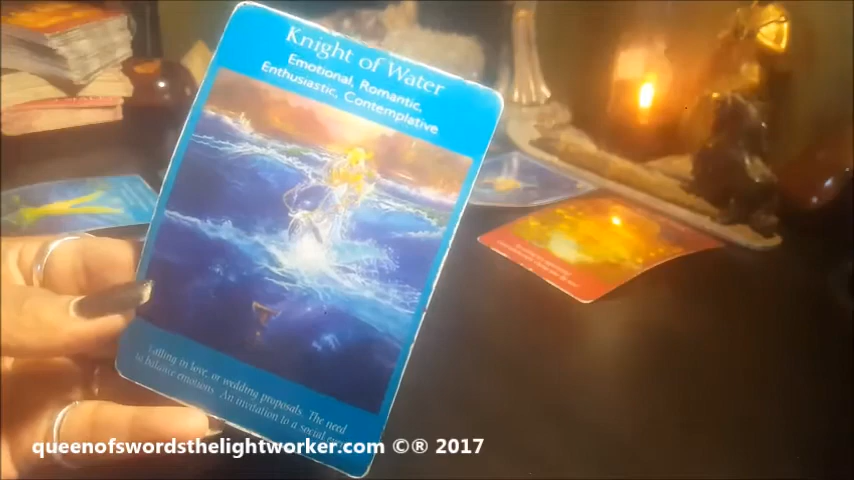 Knight of Water
Emotional, Romantic,
Enthusiastic, Contemplative
Falling in love, or wedding proposals. The need
to balance emotions. An invitation to a social
queenofswordsthelightworker.com ©® 2017